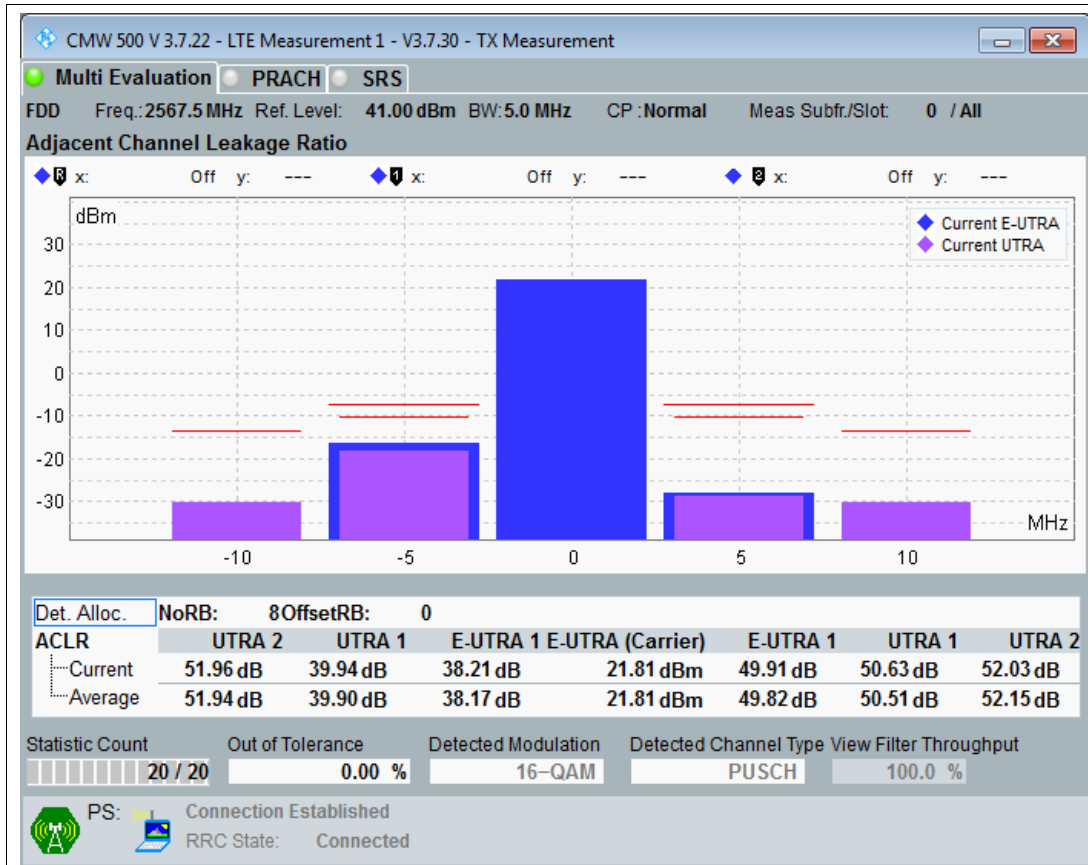 CMW 500 V 3.7.22 - LTE Measurement 1 - V3.7.30 - TX Measurement
Multi Evaluation PRACH SRS
FDD Freq.: 2567.5 MHz Ref. Level: 41.00 dBm BW: 5.0 MHz CP : Normal Meas Subfr./Slot: 0 / All
Adjacent Channel Leakage Ratio
R x: Off y: --- 1 x: Off y: --- 2 x: Off y: ---
dBm
Current E-UTRA
Current UTRA
30
20
10
0
-10
-20
-30
MHz
-10 -5 0 5 10
Det. Alloc. NoRB: 8 OffsetRB: 0
ACLR UTRA 2 UTRA 1 E-UTRA 1 E-UTRA (Carrier) E-UTRA 1 UTRA 1 UTRA 2
Current 51.96 dB 39.94 dB 38.21 dB 21.81 dBm 49.91 dB 50.63 dB 52.03 dB
Average 51.94 dB 39.90 dB 38.17 dB 21.81 dBm 49.82 dB 50.51 dB 52.15 dB
Statistic Count Out of Tolerance Detected Modulation Detected Channel Type View Filter Throughput
20 / 20 0.00 % 16-QAM PUSCH 100.0 %
PS: Connection Established
RRC State: Connected